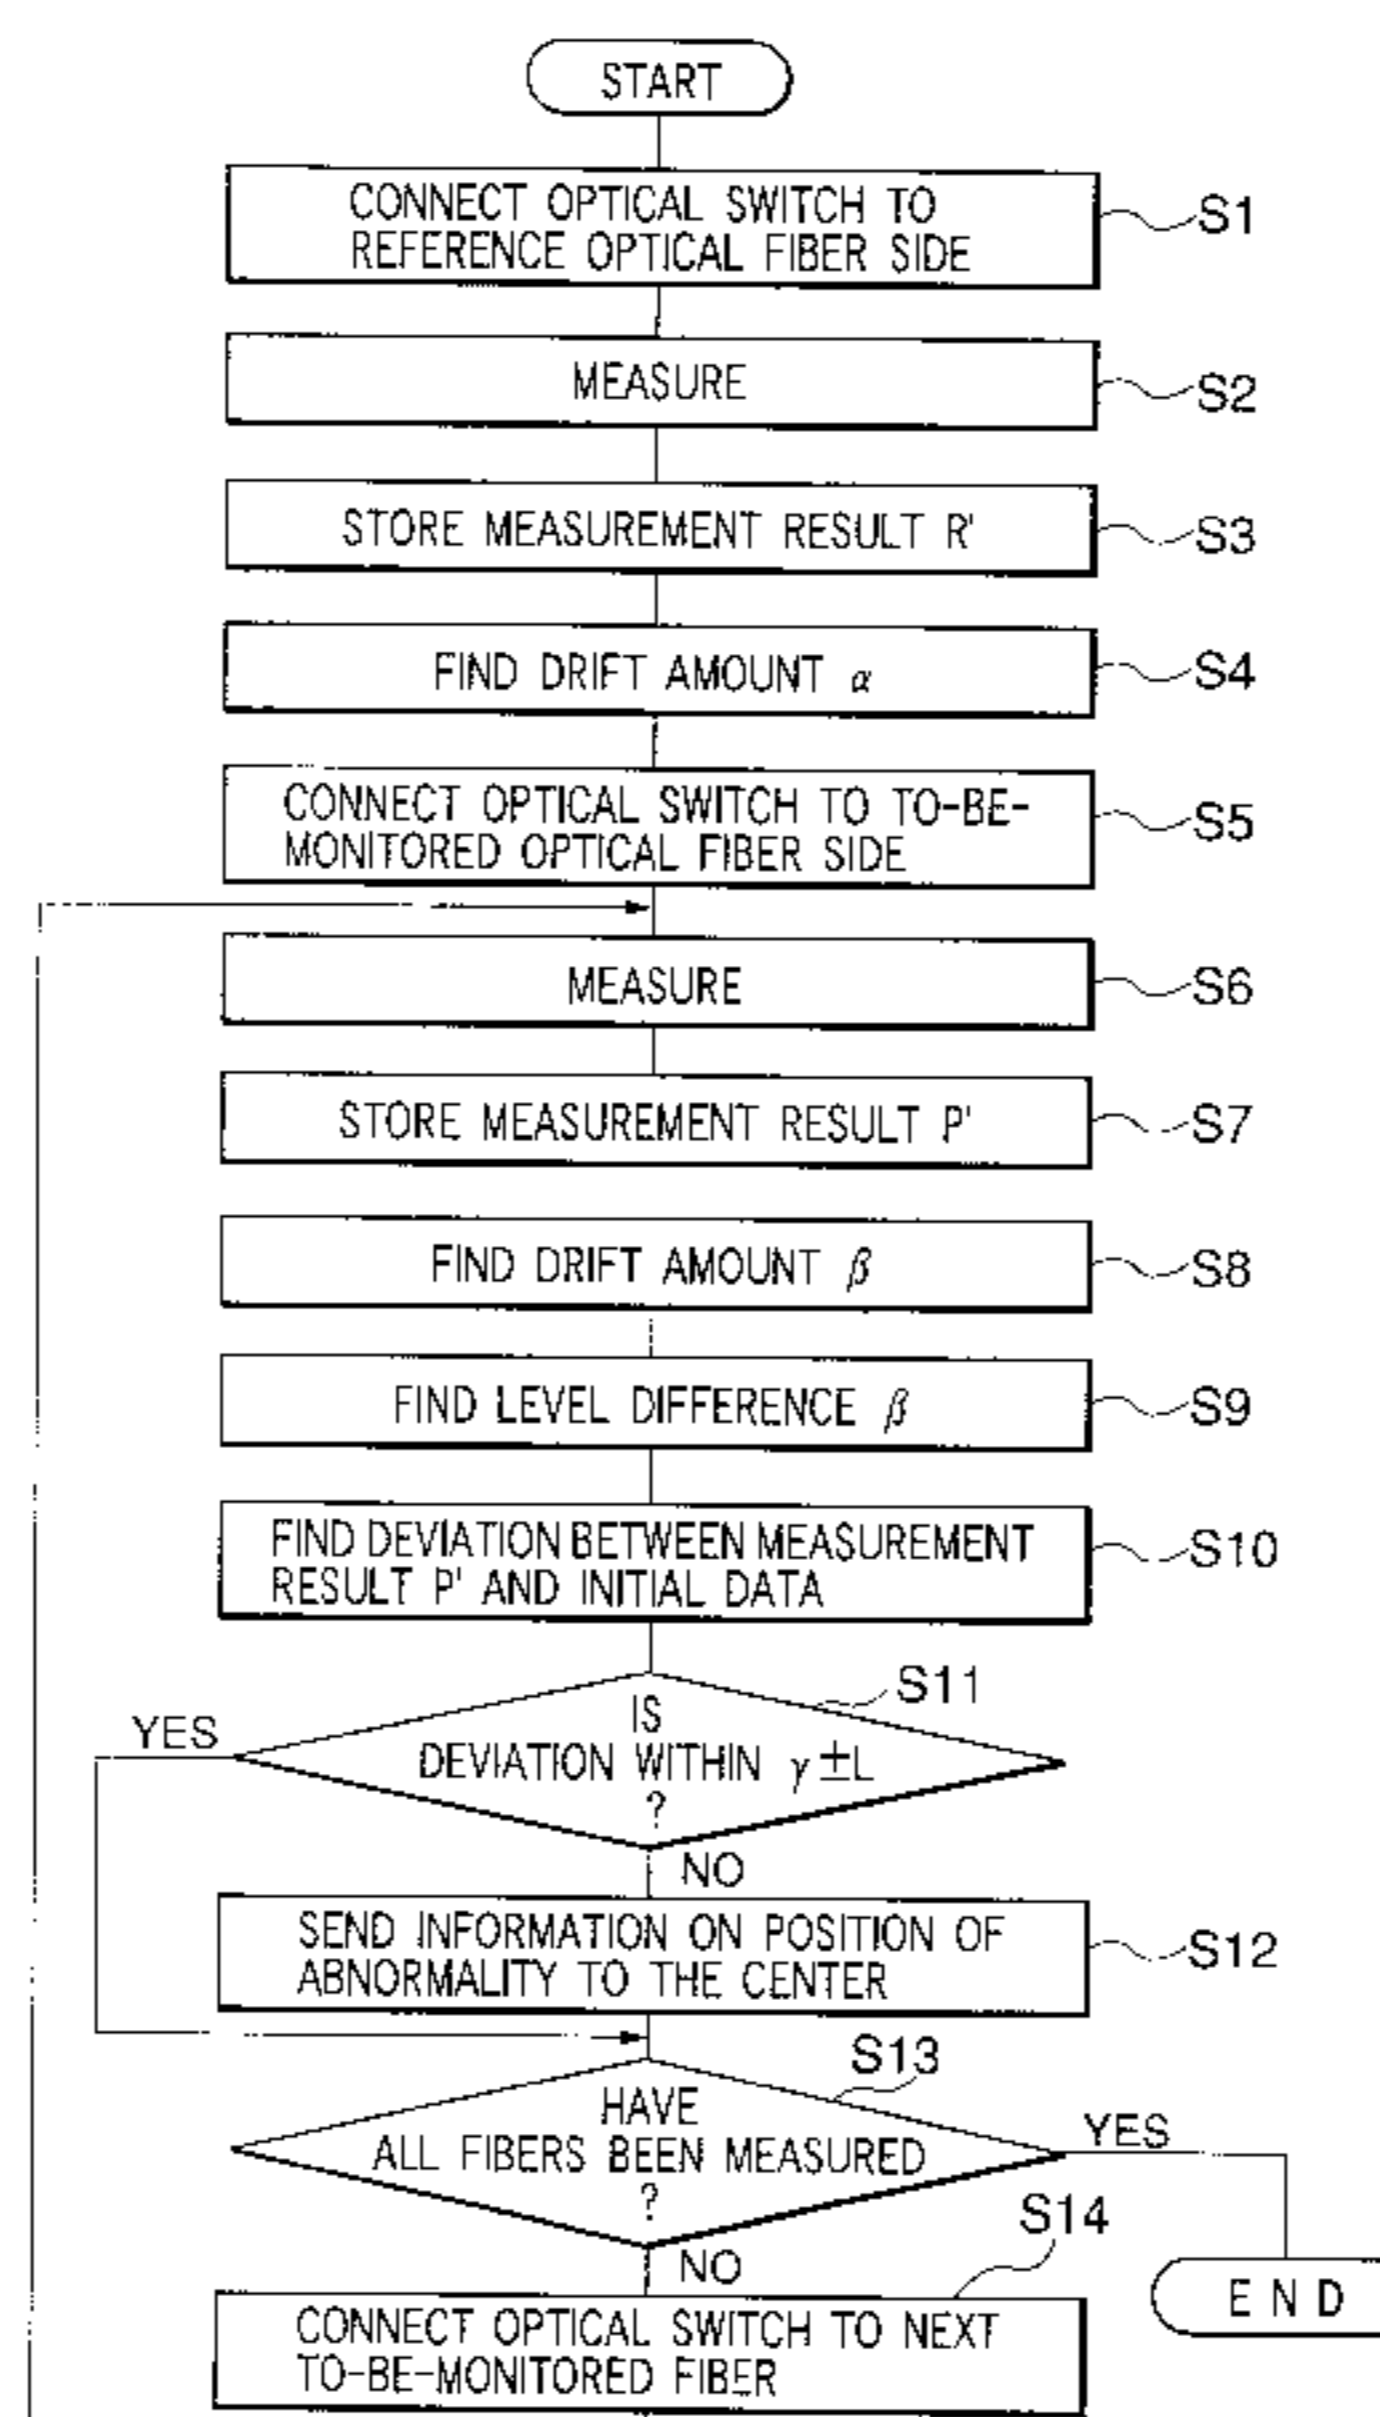 START
CONNECT OPTICAL SWITCH TO
REFERENCE OPTICAL FIBER SIDE
S1
MEASURE
S2
STORE MEASUREMENT RESULT R'
S3
FIND DRIFT AMOUNT α
S4
CONNECT OPTICAL SWITCH TO TO-BE-
MONITORED OPTICAL FIBER SIDE
S5
MEASURE
S6
STORE MEASUREMENT RESULT P'
S7
FIND DRIFT AMOUNT β
S8
FIND LEVEL DIFFERENCE β
S9
FIND DEVIATION BETWEEN MEASUREMENT
RESULT P' AND INITIAL DATA
S10
S11
YES
IS
DEVIATION WITHIN γ ±L
?
NO
SEND INFORMATION ON POSITION OF
ABNORMALITY TO THE CENTER
S12
S13
HAVE
ALL FIBERS BEEN MEASURED
?
YES
S14
NO
END
CONNECT OPTICAL SWITCH TO NEXT
TO-BE-MONITORED FIBER